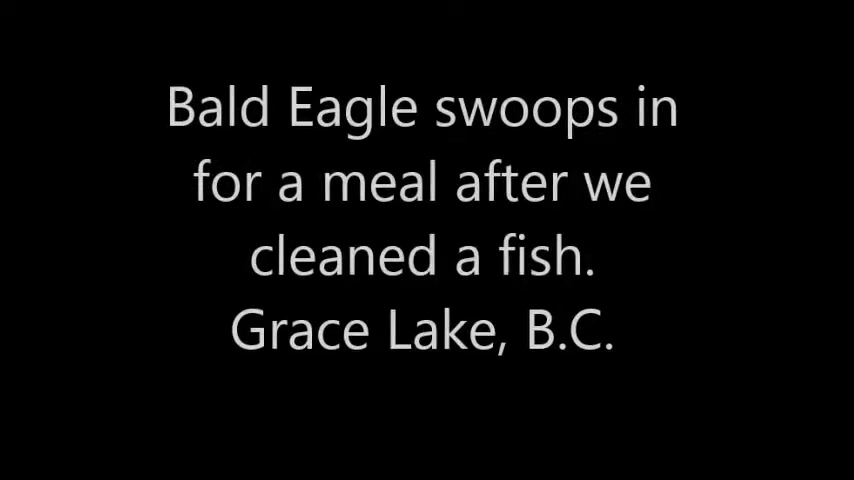 Bald Eagle swoops in
for a meal after we
cleaned a fish.
Grace Lake, B.C.